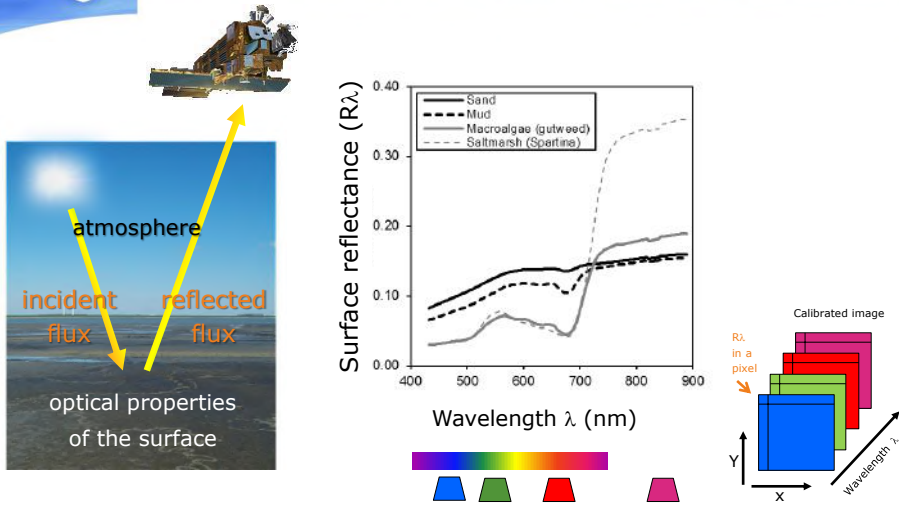 atmosphere
incident
flux
reflected
flux
optical properties
of the surface
Surface reflectance (Rλ)
0.40
0.30
0.20
0.10
0.00
Sand
Mud
Macroalgae (gutweed)
Saltmarsh (Spartina)
400
500
600
700
800
900
Wavelength λ (nm)
Calibrated image
Rλ
in a
pixel
Y
x
Wavelength λ